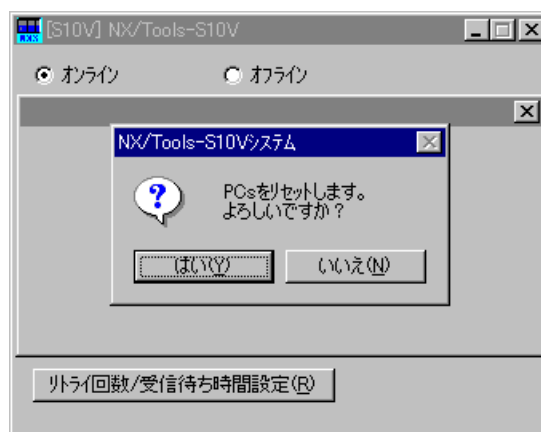 [S10V] NX/Tools-S10V
オンライン オフライン
NX/Tools-S10Vシステム
PCsをリセットします。
よろしいですか？
はい(Y) いいえ(N)
リトライ回数/受信待ち時間設定(R)